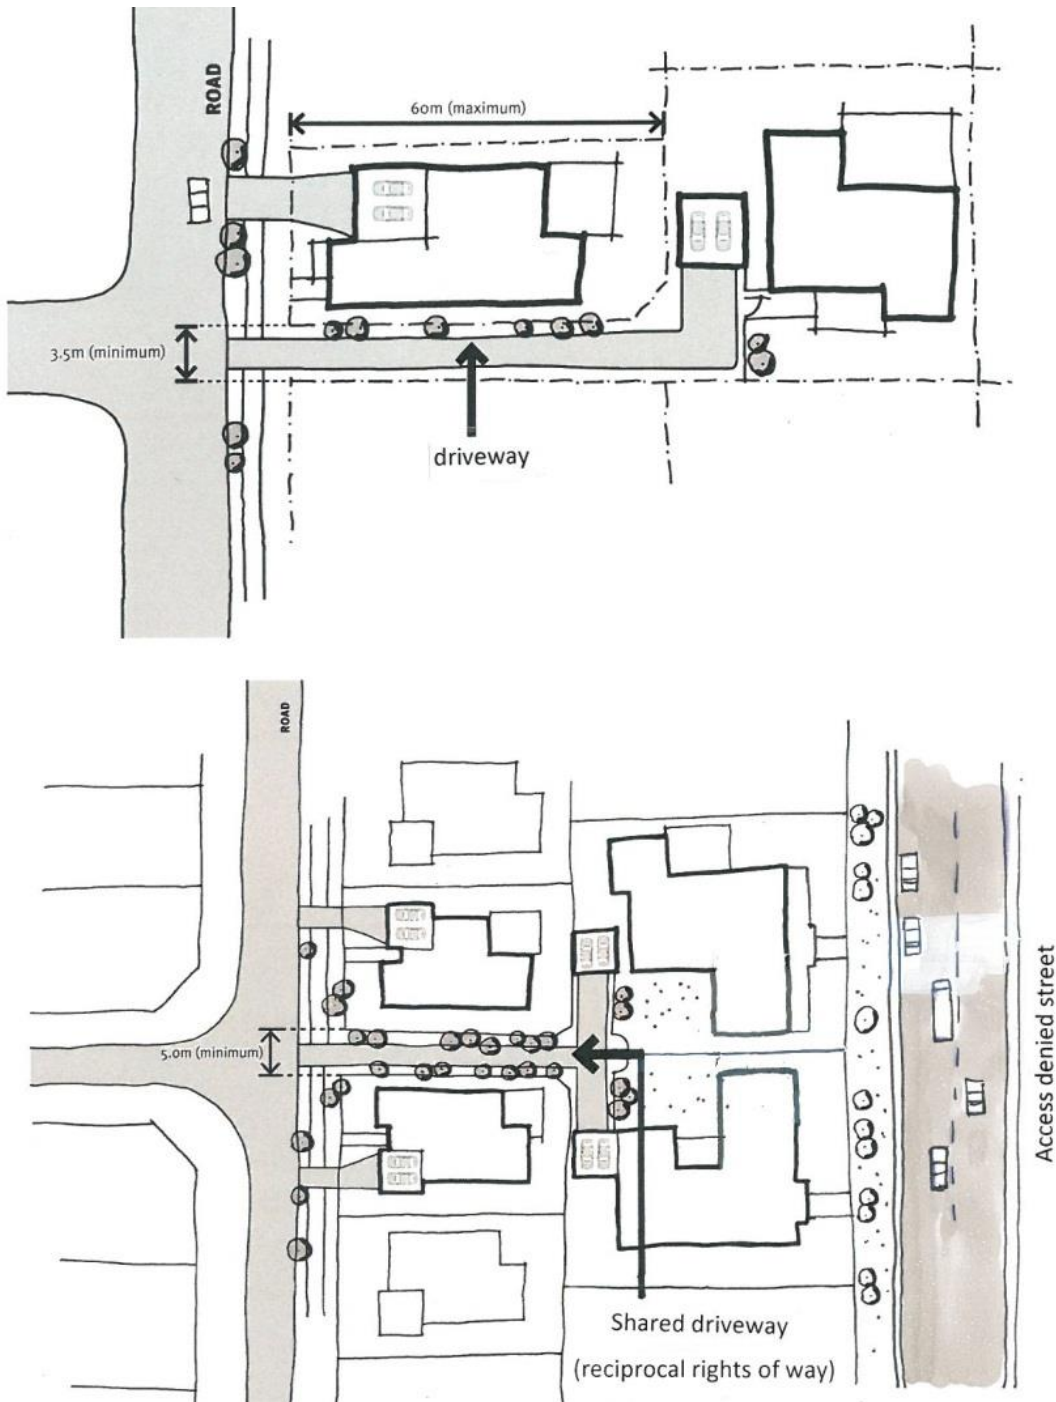 ROAD
60m (maximum)
3.5m (minimum)
driveway
ROAD
5.0m (minimum)
Access denied street
Shared driveway
(reciprocal rights of way)